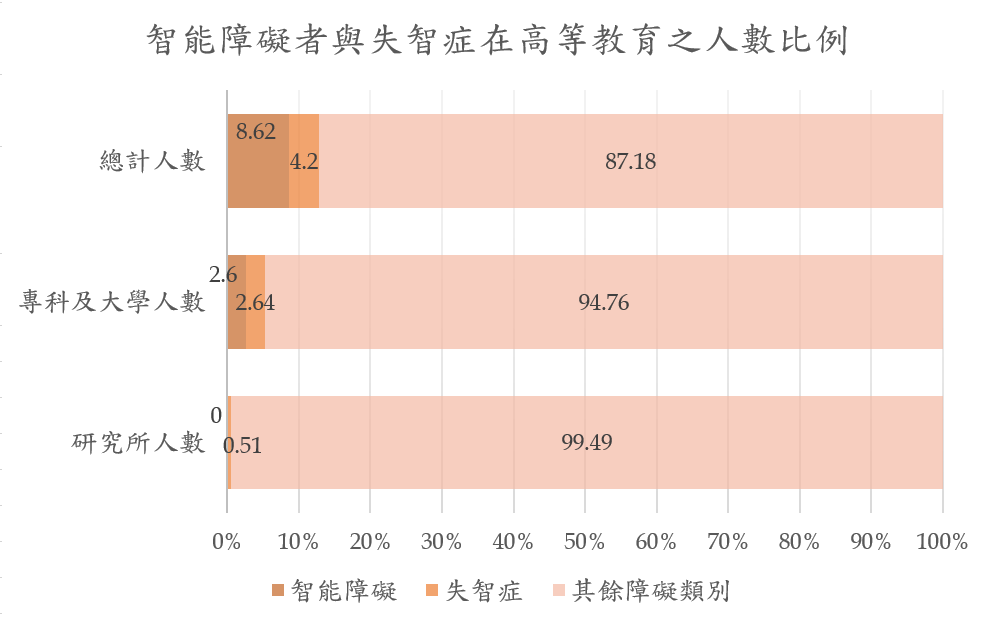 智能障礙者與失智症在高等教育之人數比例
總計人數 8.62 4.2 87.18
專科及大學人數 2.6 2.64 94.76
研究所人數 0 0.51 99.49
0% 10% 20% 30% 40% 50% 60% 70% 80% 90% 100%
智能障礙 失智症 其餘障礙類別